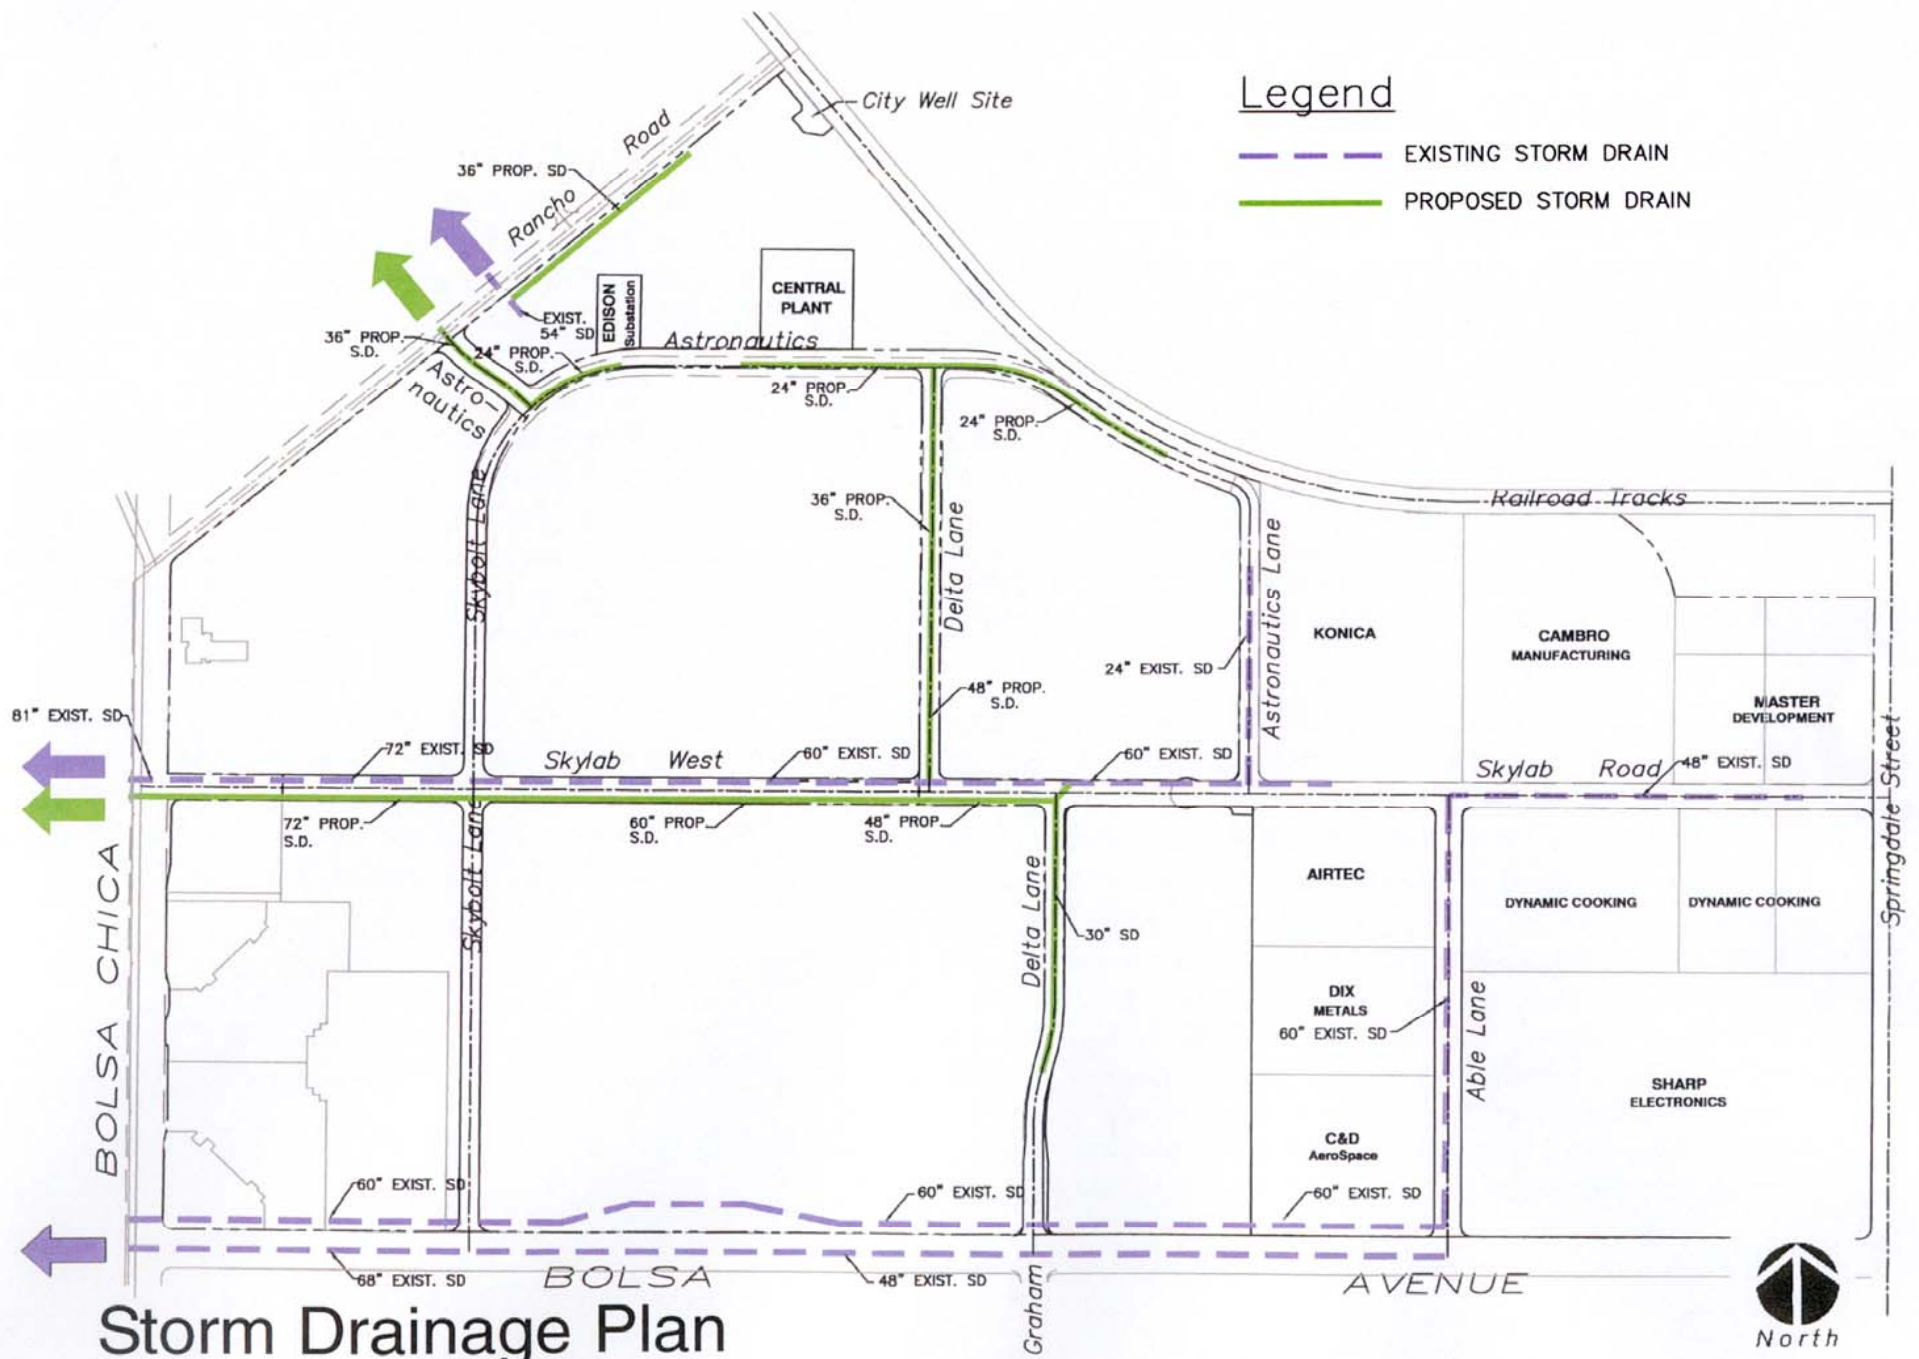 Legend
EXISTING STORM DRAIN
PROPOSED STORM DRAIN
City Well Site
Rancho Road
36" PROP. SD
EXIST.
54" SD
EDISON
Substation
CENTRAL
PLANT
36" PROP.
S.D.
24" PROP.
S.D.
Astronautics
Astro-
nautics
24" PROP.
S.D.
24" PROP.
S.D.
Skybolt Lane
36" PROP.
S.D.
Delta Lane
48" PROP.
S.D.
Railroad Tracks
Astronautics Lane
24" EXIST. SD
KONICA
CAMBRO
MANUFACTURING
MASTER
DEVELOPMENT
81" EXIST. SD
72" EXIST. SD
Skylab West
60" EXIST. SD
60" EXIST. SD
Skylab Road
48" EXIST. SD
Springdale Street
72" PROP.
S.D.
60" PROP.
S.D.
48" PROP.
S.D.
Skybolt Lane
Delta Lane
30" SD
AIRTEC
DYNAMIC COOKING
DYNAMIC COOKING
BOLSA CHICA
DIX
METALS
60" EXIST. SD
Able Lane
SHARP
ELECTRONICS
C&D
AeroSpace
60" EXIST. SD
60" EXIST. SD
60" EXIST. SD
68" EXIST. SD
BOLSA AVENUE
48" EXIST. SD
Graham
Storm Drainage Plan
North